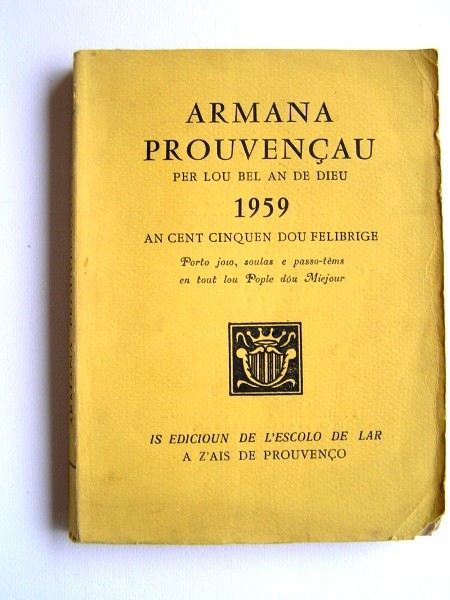 ARMANA
PROUVENÇAU
PER LOU BEL AN DE DIEU
1959
AN CENT CINQUEN DOU FELIBRIGE
Porto joio, soulas e passo-tèms
en tout lou Pople dóu Miejour
IS EDICIOUN DE L'ESCOLO DE LAR
A Z'AIS DE PROUVENÇO